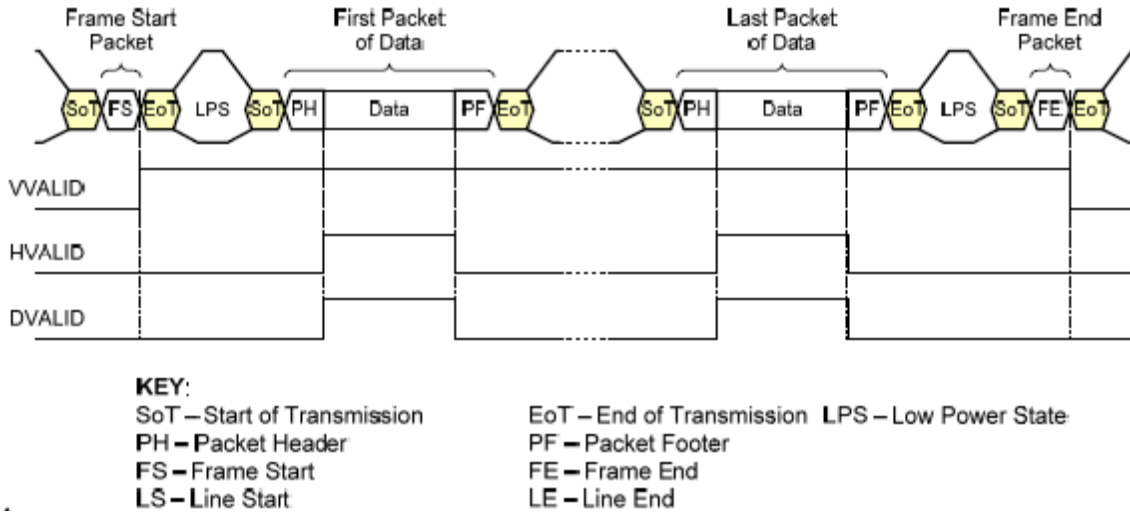 Frame Start Packet
First Packet of Data
Last Packet of Data
Frame End Packet
SoT FS EoT LPS SoT PH Data PF EoT SoT PH Data PF EoT LPS SoT FE EoT
VVALID
HVALID
DVALID
KEY:
SoT – Start of Transmission EoT – End of Transmission LPS – Low Power State
PH – Packet Header PF – Packet Footer
FS – Frame Start FE – Frame End
LS – Line Start LE – Line End